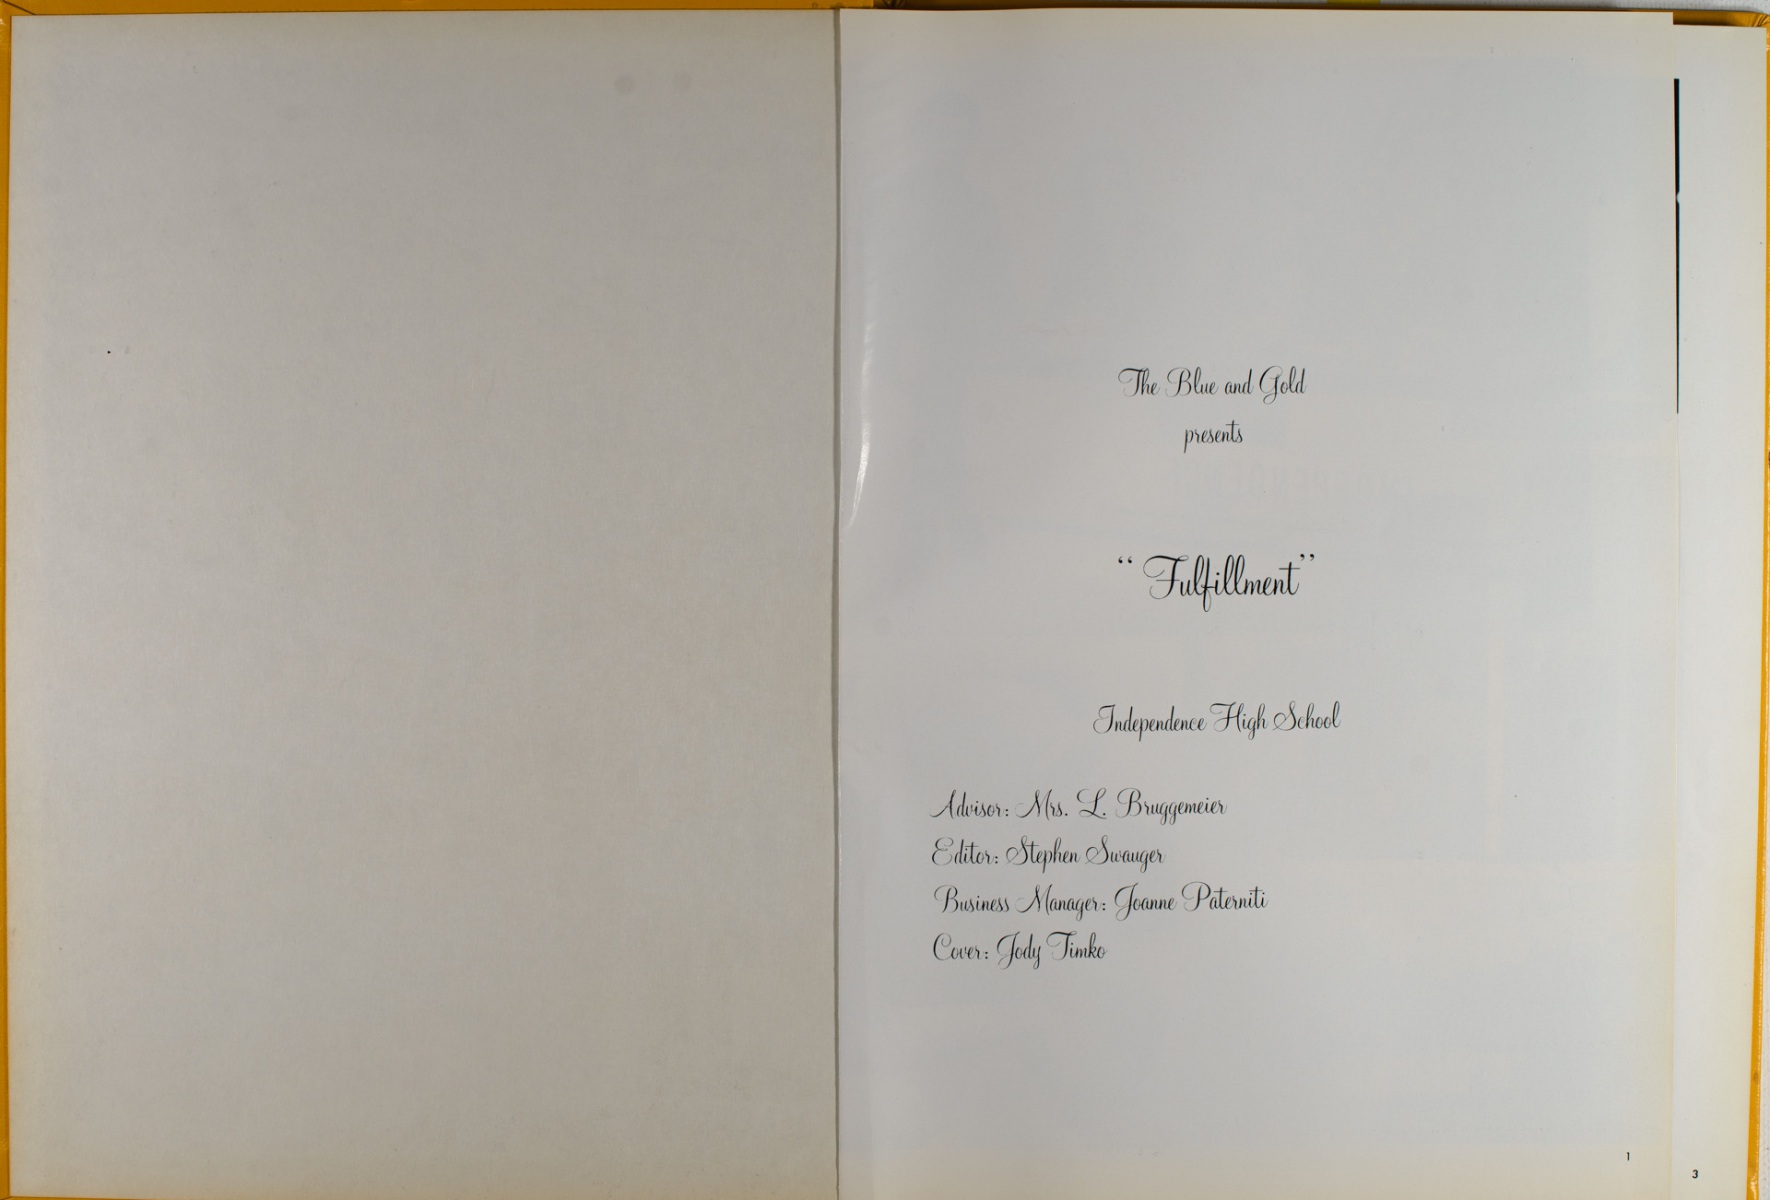 The Blue and Gold
presents
“Fulfillment”
Independence High School
Advisor: Mrs. L. Bruggemeier
Editor: Stephen Swauger
Business Manager: Joanne Paterniti
Cover: Jody Timko
1
3